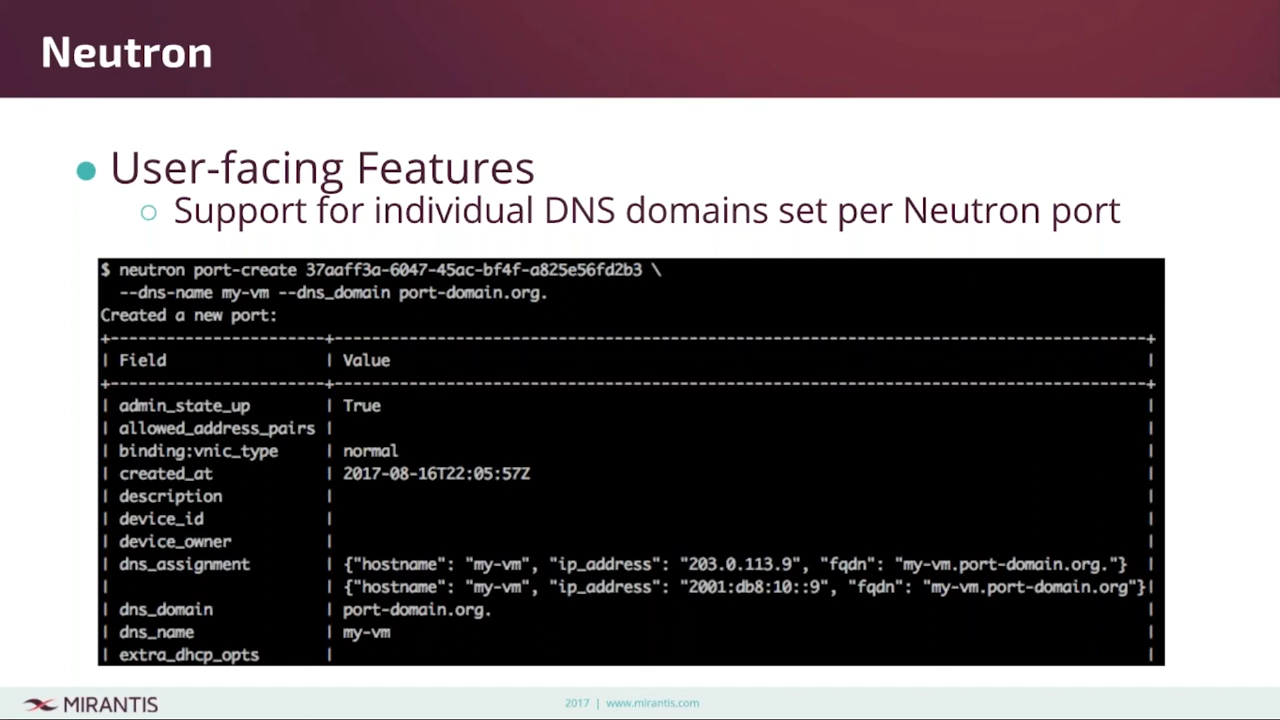 Neutron
User-facing Features
Support for individual DNS domains set per Neutron port
$ neutron port-create 37aaff3a-6047-45ac-bf4f-a825e56fd2b3 \
--dns-name my-vm --dns_domain port-domain.org.
Created a new port:
| Field | Value |
| admin_state_up | True |
| allowed_address_pairs | |
| binding:vnic_type | normal |
| created_at | 2017-08-16T22:05:57Z |
| description | |
| device_id | |
| device_owner | |
| dns_assignment | {"hostname": "my-vm", "ip_address": "203.0.113.9", "fqdn": "my-vm.port-domain.org."} |
| | {"hostname": "my-vm", "ip_address": "2001:db8:10::9", "fqdn": "my-vm.port-domain.org"}|
| dns_domain | port-domain.org. |
| dns_name | my-vm |
| extra_dhcp_opts | |
MIRANTIS
2017 | www.mirantis.com